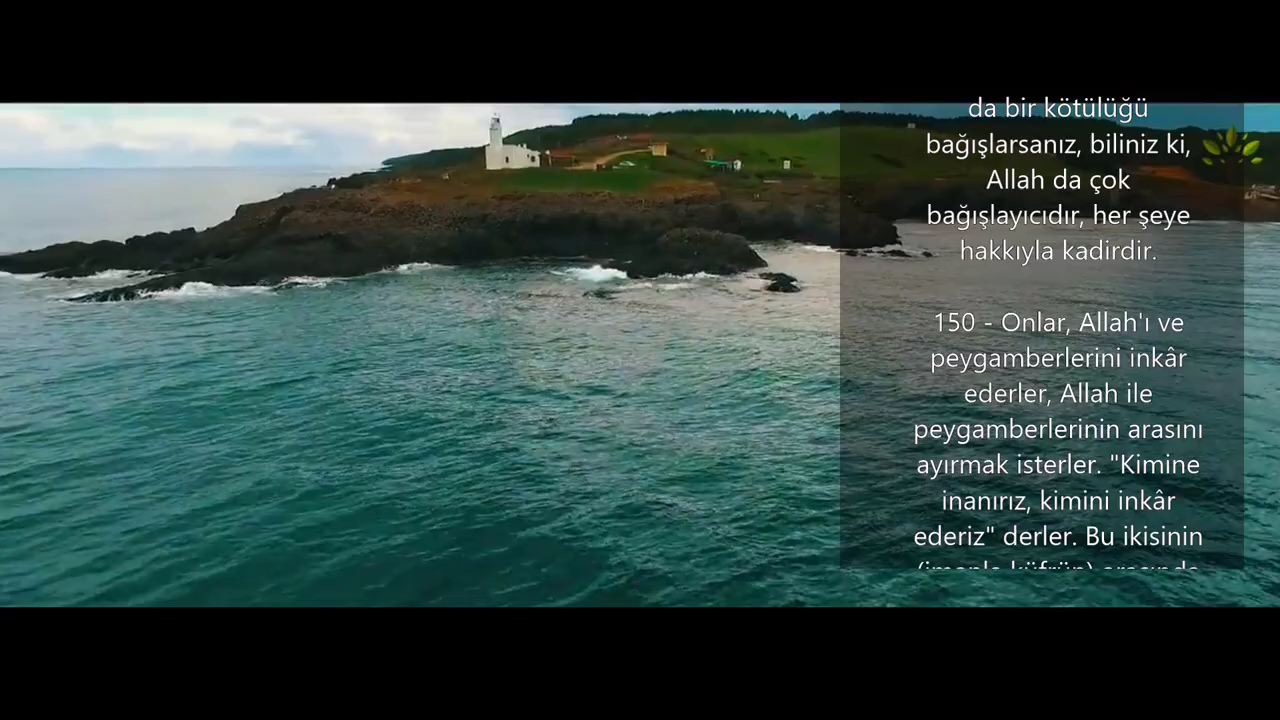 da bir kötülüğü
bağışlarsanız, biliniz ki,
Allah da çok
bağışlayıcıdır, her şeye
hakkıyla kadirdir.
150 - Onlar, Allah'ı ve
peygamberlerini inkâr
ederler, Allah ile
peygamberlerinin arasını
ayırmak isterler. "Kimine
inanırız, kimini inkâr
ederiz" derler. Bu ikisinin